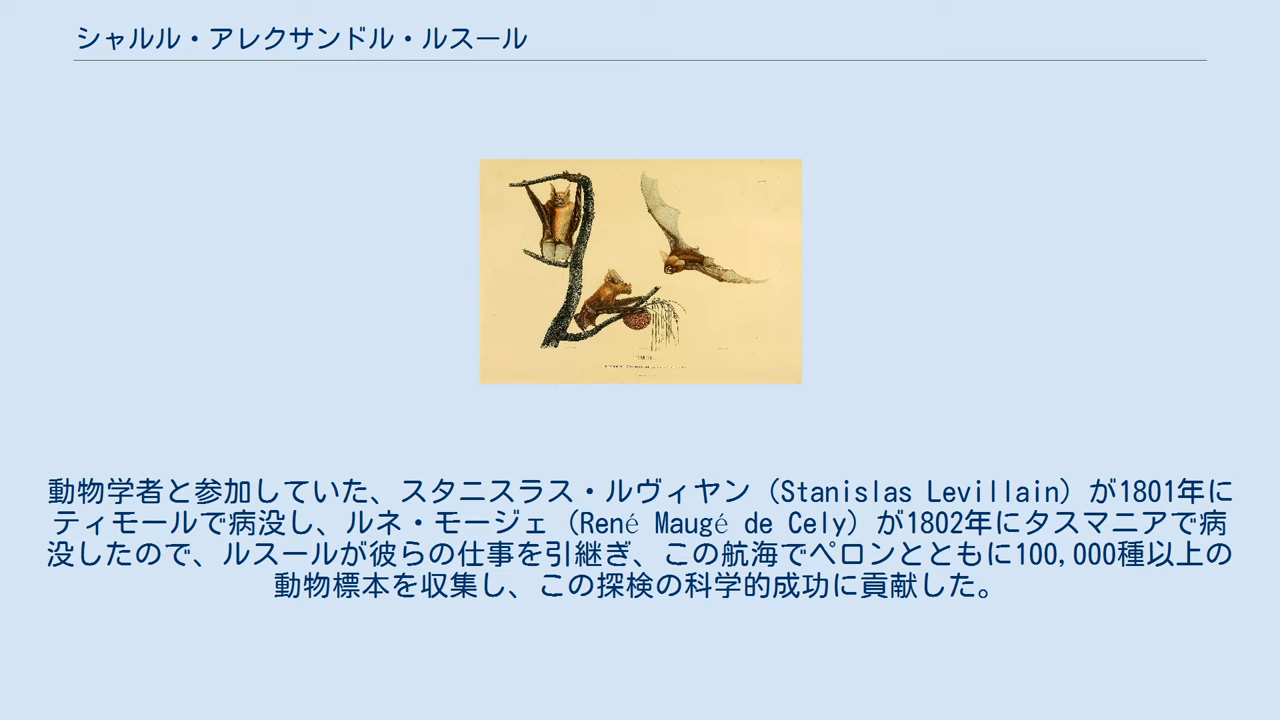 シャルル・アレクサンドル・ルスール
動物学者と参加していた、スタニスラス・ルヴィヤン（Stanislas Levillain）が1801年に
ティモールで病没し、ルネ・モージェ（René Maugé de Cely）が1802年にタスマニアで病
没したので、ルスールが彼らの仕事を引継ぎ、この航海でペロンとともに100,000種以上の
動物標本を収集し、この探検の科学的成功に貢献した。